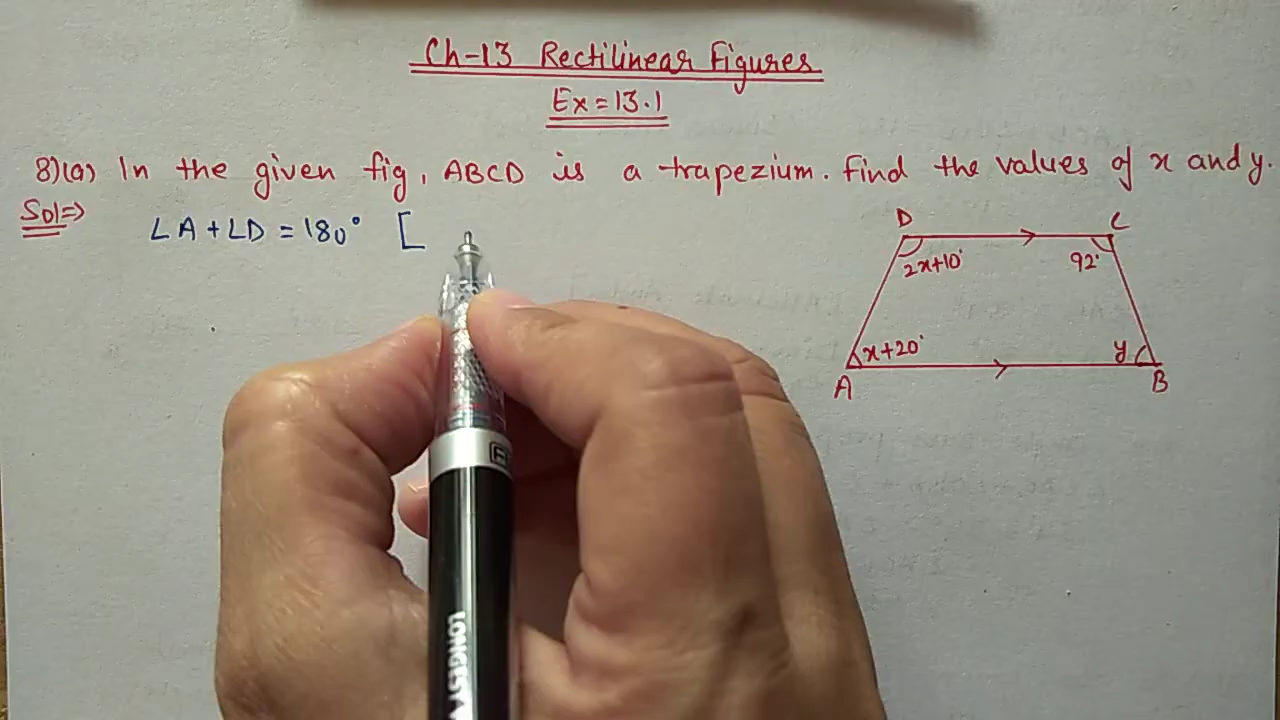 Ch-13 Rectilinear Figures
Ex=13.1
8)(a) In the given fig, ABCD is a trapezium. Find the values of x and y.
Sol⇒
∠A+∠D=180° [
D C
2x+10° 92°
x+20° y
A B